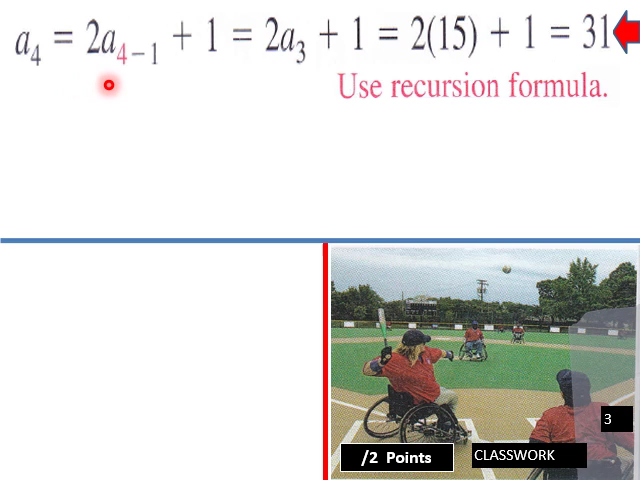 a₄ = 2a₄₋₁ + 1 = 2a₃ + 1 = 2(15) + 1 = 31
Use recursion formula.
3
/2 Points
CLASSWORK